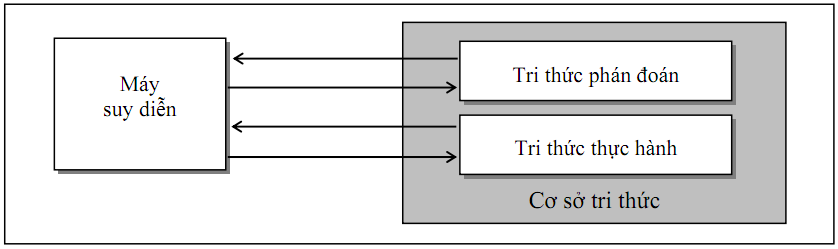 Máy
suy diễn
Tri thức phán đoán
Tri thức thực hành
Cơ sở tri thức